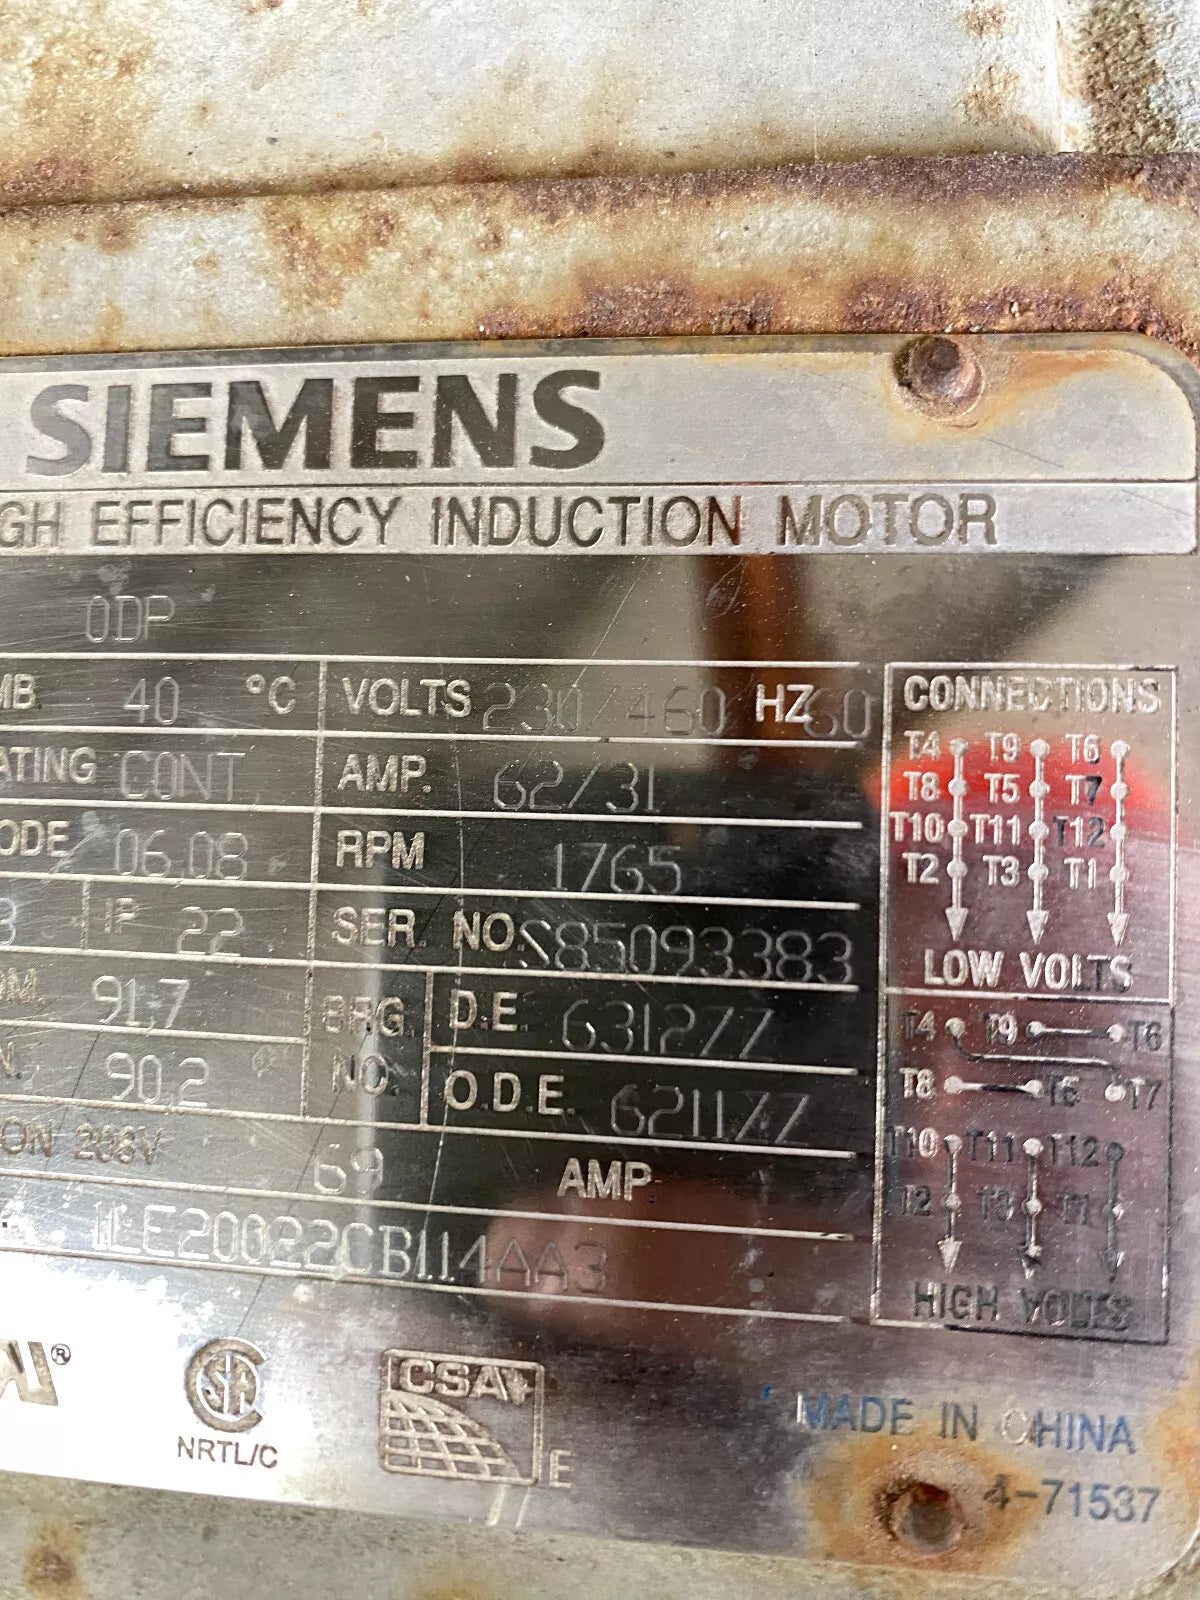 SIEMENS
GH EFFICIENCY INDUCTION MOTOR
ODP
MB. 40 °C VOLTS 230/460 HZ 60
ATING CONT AMP. 62/31
ODE 06.08 RPM 1765
3 IP 22 SER. NO. S85093383
OM. 91.7 BRG. NO. D.E. 6312ZZ
N. 90.2 O.D.E. 6211ZZ
ON 208V 69 AMP
1LE20022CB114AA3
CONNECTIONS
T4 T9 T6
T8 T5 T7
T10 T11 T12
T2 T3 T1
LOW VOLTS
T4 T9 T6
T8 T5 T7
T10 T11 T12
T2 T3 T1
HIGH VOLTS
®
CSA
NRTL/C
CSA
E
MADE IN CHINA
4-71537